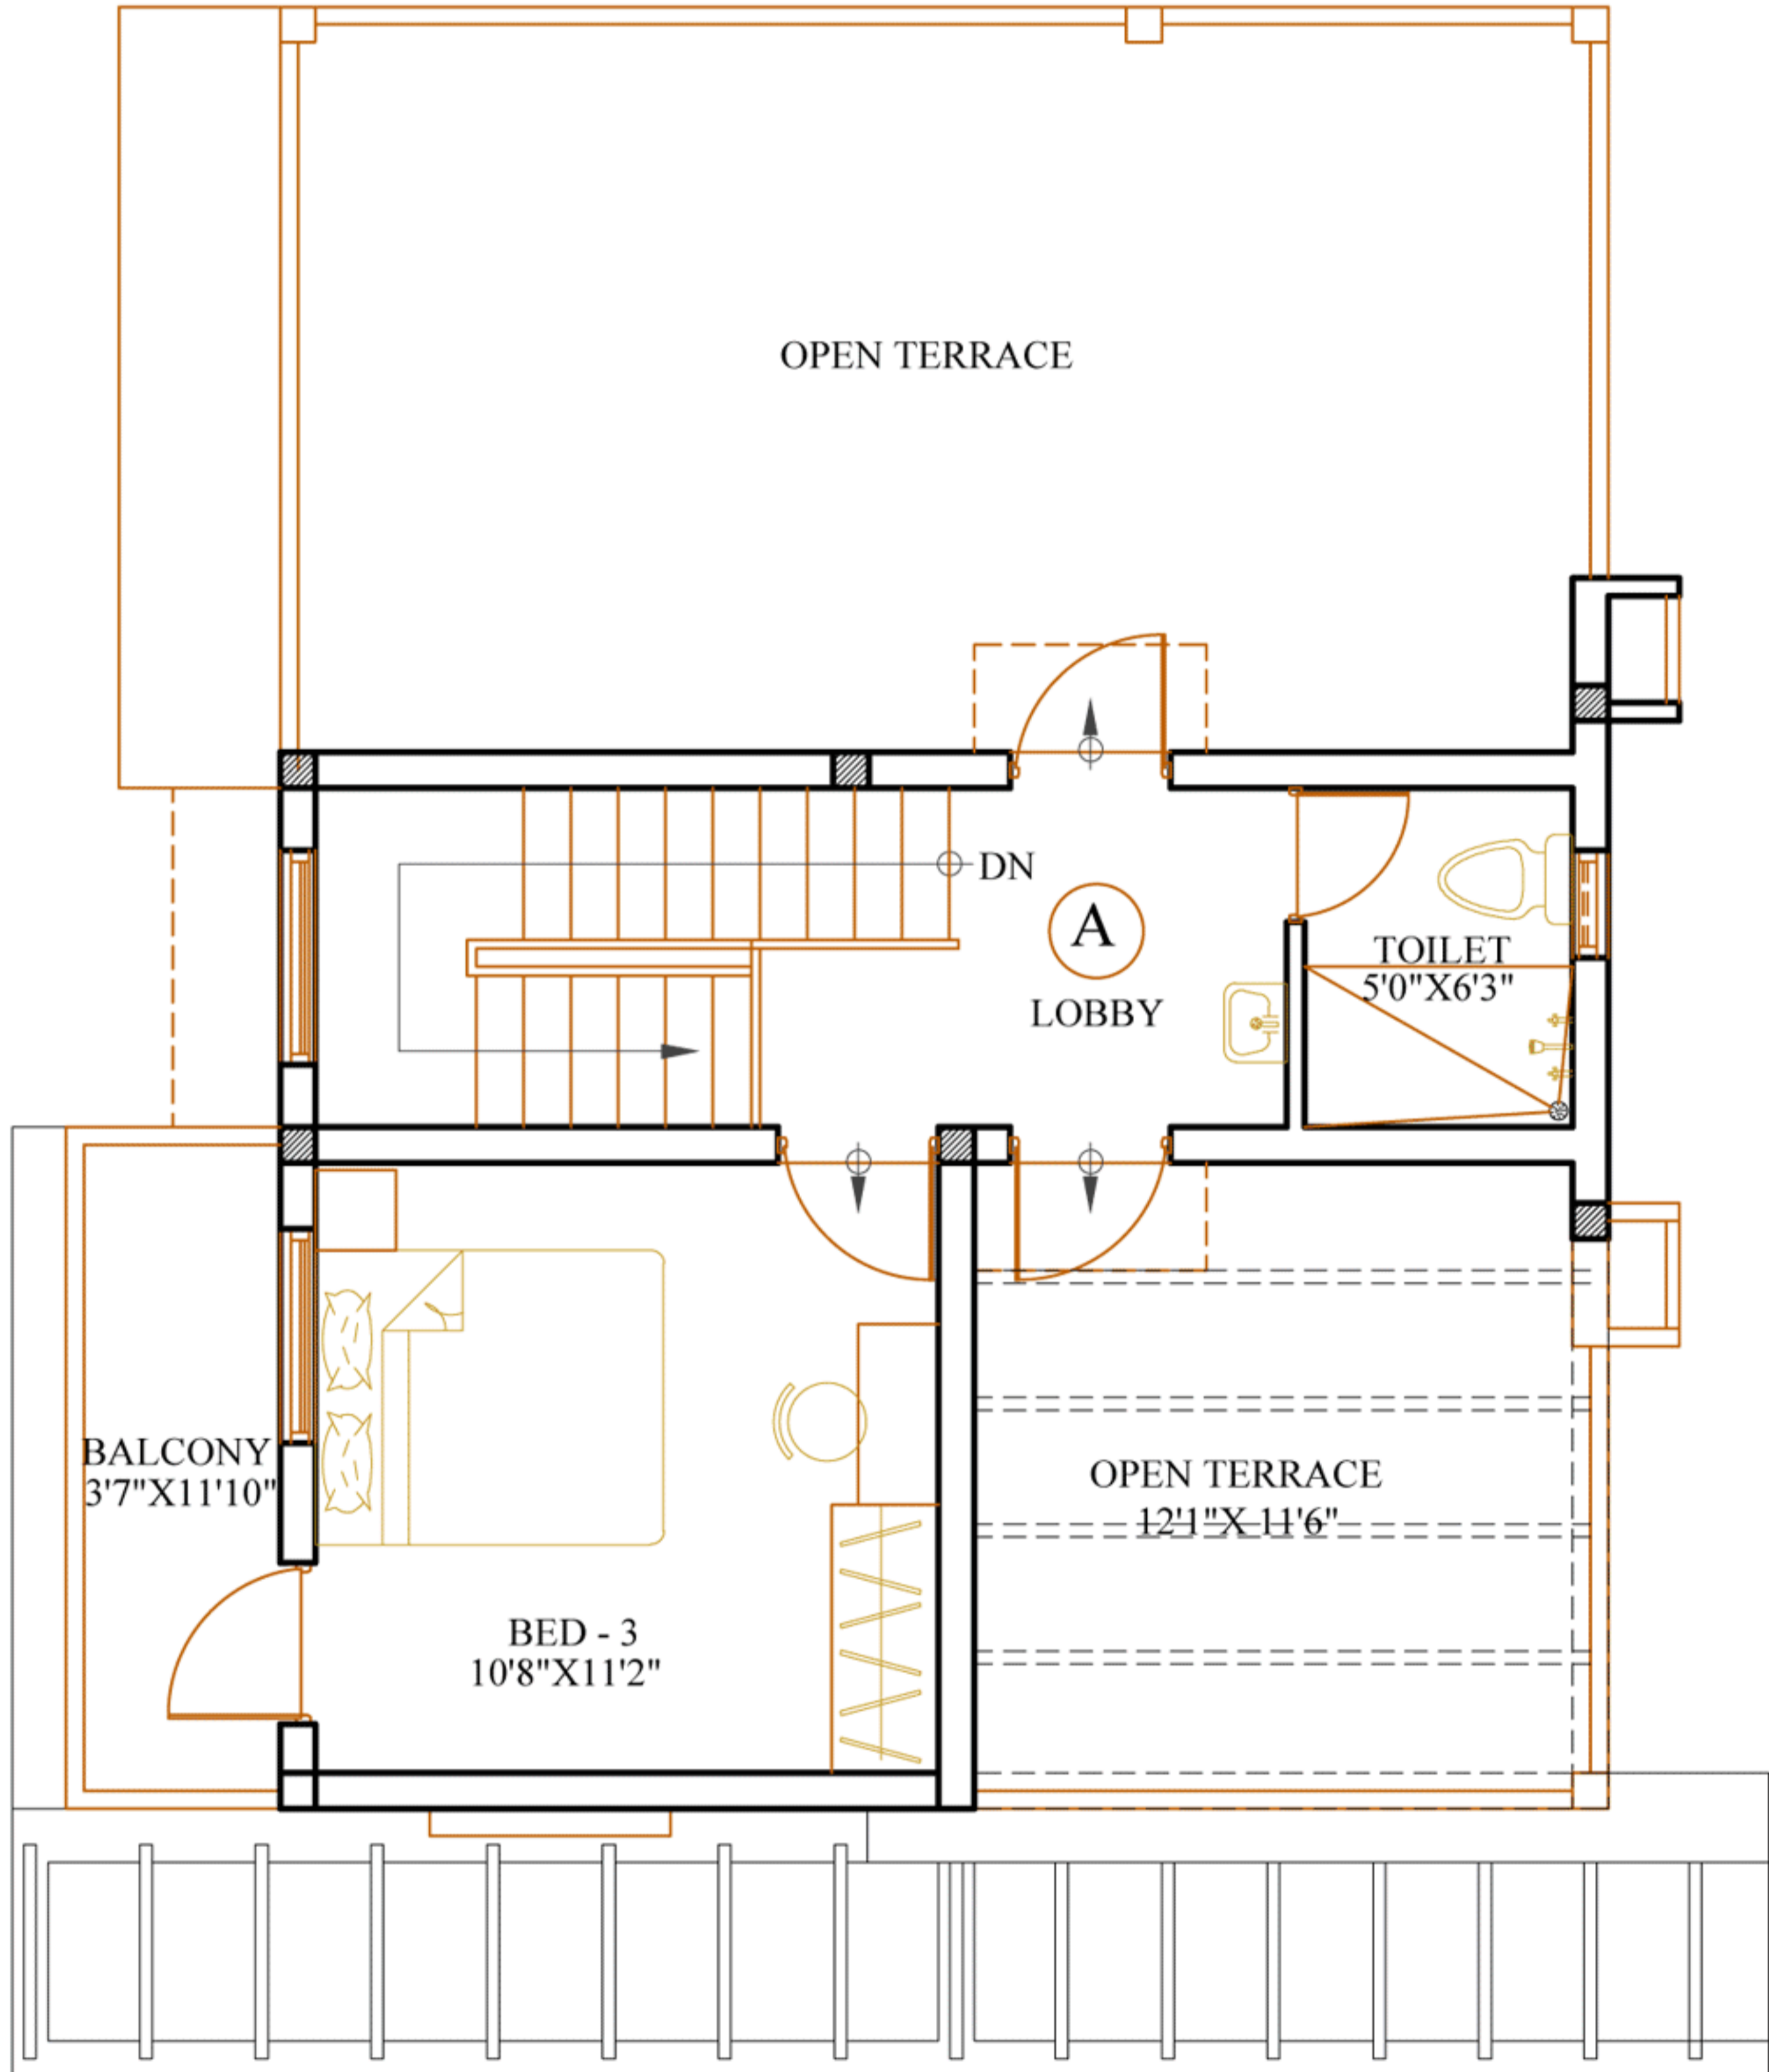 OPEN TERRACE
DN
A
LOBBY
TOILET
5'0"X6'3"
BALCONY
3'7"X11'10"
OPEN TERRACE
12'1"X 11'6"
BED - 3
10'8"X11'2"